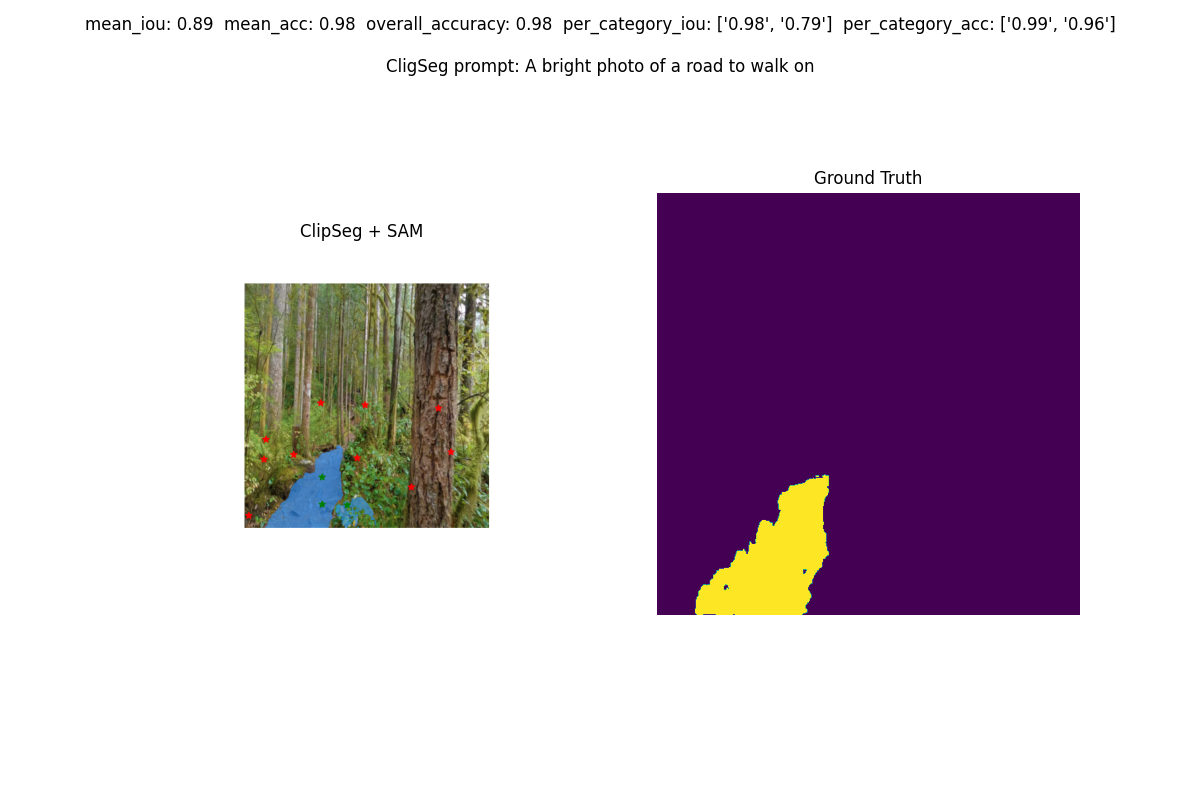 mean_iou: 0.89  mean_acc: 0.98  overall_accuracy: 0.98  per_category_iou: ['0.98', '0.79']  per_category_acc: ['0.99', '0.96']
CligSeg prompt: A bright photo of a road to walk on
Ground Truth
ClipSeg + SAM